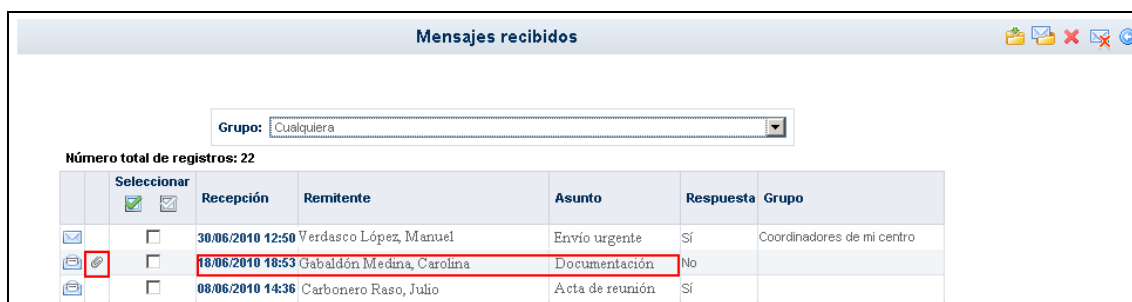 Mensajes recibidos
Grupo: Cualquiera
Número total de registros: 22
Seleccionar
Recepción Remitente Asunto Respuesta Grupo
30/06/2010 12:50 Verdasco López, Manuel Envío urgente Sí Coordinadores de mi centro
18/06/2010 18:53 Gabaldón Medina, Carolina Documentación No
08/06/2010 14:36 Carbonero Raso, Julio Acta de reunión Sí